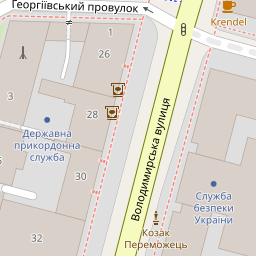 Георгіївський провулок
1
Krendel
26
3
28
Державна
прикордонна
служба
Володимирська вулиця
30
Служба
безпеки
України
Козак
Переможець
32